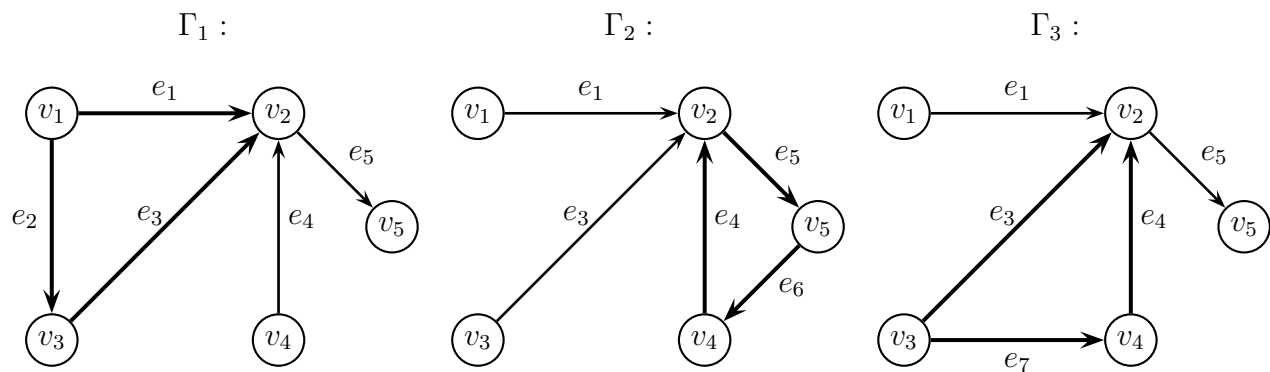 Γ₁ :
Γ₂ :
Γ₃ :
v₁
e₁
v₂
e₂
e₃
e₄
e₅
v₅
v₃
v₄
v₁
e₁
v₂
e₅
e₃
e₄
v₅
e₆
v₃
v₄
v₁
e₁
v₂
e₅
e₃
e₄
v₅
v₃
v₄
e₇